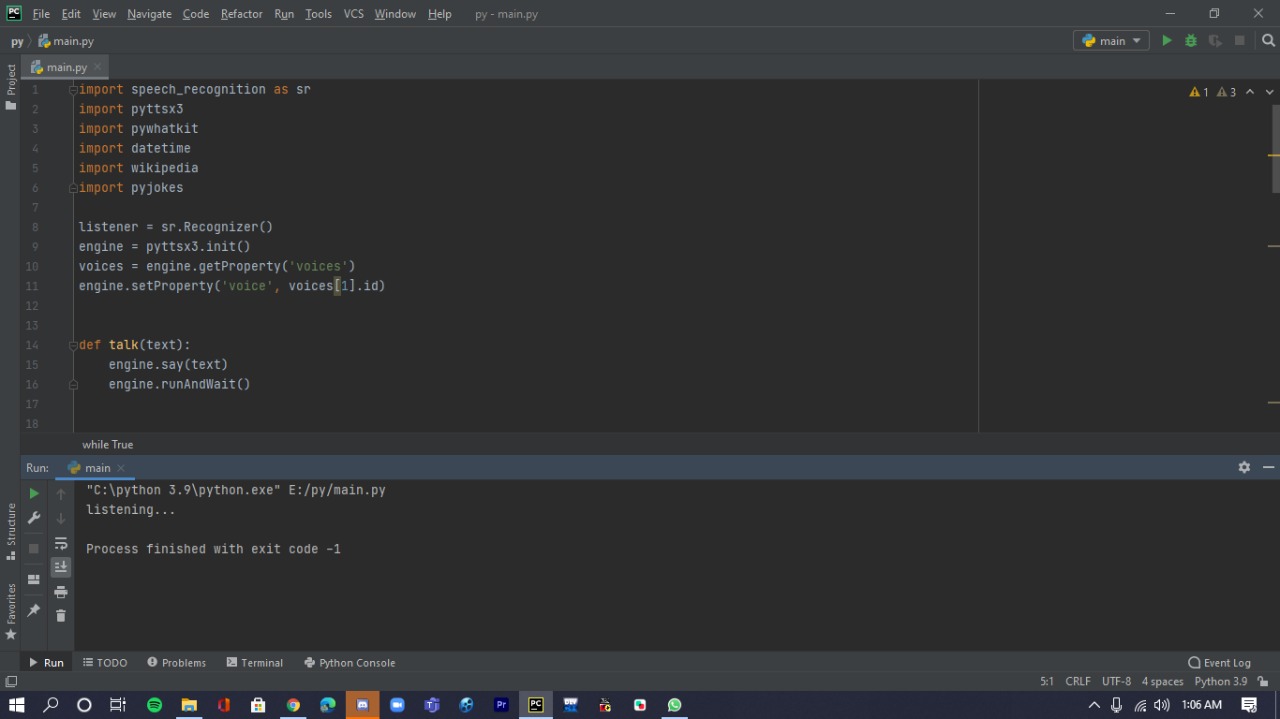 PC File Edit View Navigate Code Refactor Run Tools VCS Window Help py - main.py
py main.py main
main.py
Project
1 import speech_recognition as sr 1 3
2 import pyttsx3
3 import pywhatkit
4 import datetime
5 import wikipedia
6 import pyjokes
7
8 listener = sr.Recognizer()
9 engine = pyttsx3.init()
10 voices = engine.getProperty('voices')
11 engine.setProperty('voice', voices[1].id)
12
13
14 def talk(text):
15 engine.say(text)
16 engine.runAndWait()
17
18
while True
Run: main
"C:\python 3.9\python.exe" E:/py/main.py
listening...
Process finished with exit code -1
Structure
Favorites
Run TODO Problems Terminal Python Console Event Log
5:1 CRLF UTF-8 4 spaces Python 3.9
Pr PC 1:06 AM